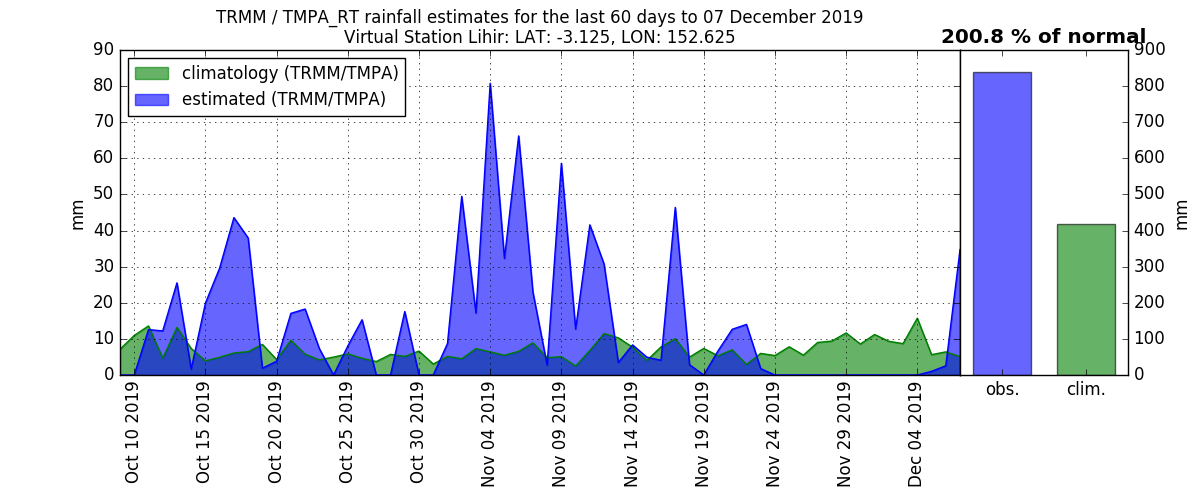 TRMM / TMPA_RT rainfall estimates for the last 60 days to 07 December 2019
Virtual Station Lihir: LAT: -3.125, LON: 152.625
200.8 % of normal
climatology (TRMM/TMPA)
estimated (TRMM/TMPA)
90
80
70
60
50
40
30
20
10
0
mm
900
800
700
600
500
400
300
200
100
0
mm
Oct 10 2019
Oct 15 2019
Oct 20 2019
Oct 25 2019
Oct 30 2019
Nov 04 2019
Nov 09 2019
Nov 14 2019
Nov 19 2019
Nov 24 2019
Nov 29 2019
Dec 04 2019
obs.
clim.